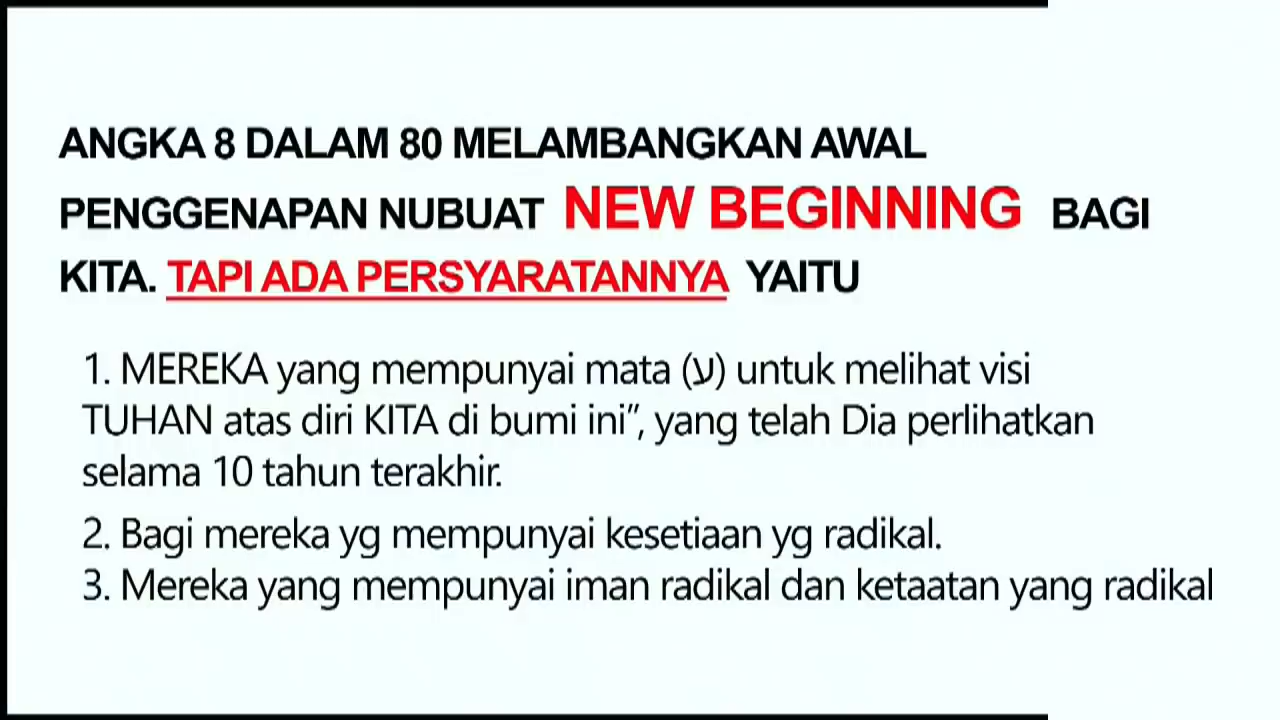 ANGKA 8 DALAM 80 MELAMBANGKAN AWAL
PENGGENAPAN NUBUAT NEW BEGINNING BAGI
KITA. TAPI ADA PERSYARATANNYA YAITU
1. MEREKA yang mempunyai mata (ע) untuk melihat visi
TUHAN atas diri KITA di bumi ini”, yang telah Dia perlihatkan
selama 10 tahun terakhir.
2. Bagi mereka yg mempunyai kesetiaan yg radikal.
3. Mereka yang mempunyai iman radikal dan ketaatan yang radikal